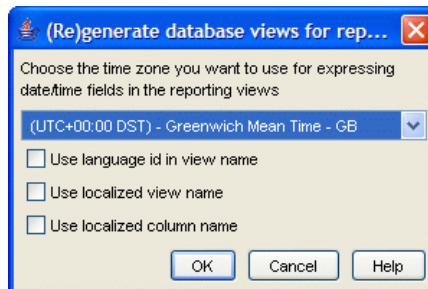 (Re)generate database views for rep...
Choose the time zone you want to use for expressing
date/time fields in the reporting views
(UTC+00:00 DST) - Greenwich Mean Time - GB
Use language id in view name
Use localized view name
Use localized column name
OK Cancel Help